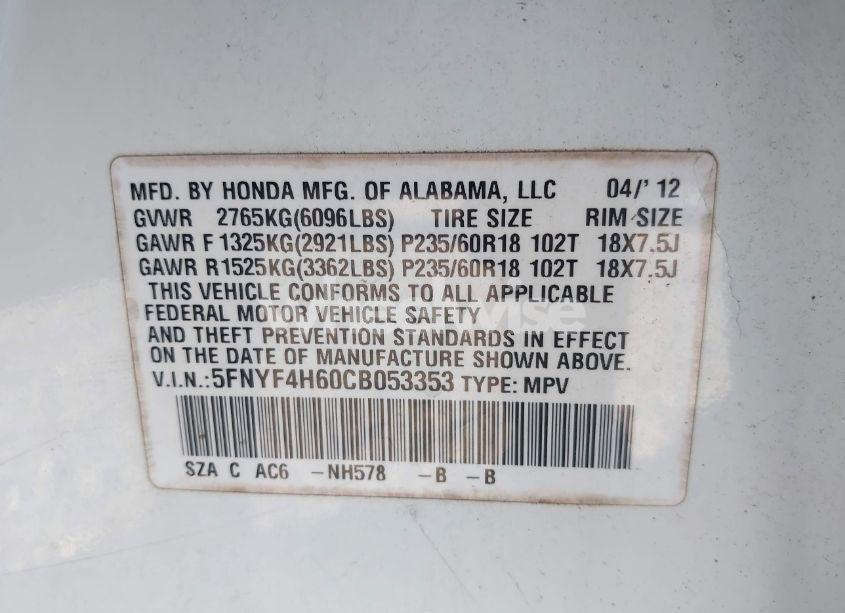 MFD. BY HONDA MFG. OF ALABAMA, LLC 04/' 12
GVWR 2765KG(6096LBS) TIRE SIZE RIM SIZE
GAWR F 1325KG(2921LBS) P235/60R18 102T 18X7.5J
GAWR R 1525KG(3362LBS) P235/60R18 102T 18X7.5J
THIS VEHICLE CONFORMS TO ALL APPLICABLE
FEDERAL MOTOR VEHICLE SAFETY
AND THEFT PREVENTION STANDARDS IN EFFECT
ON THE DATE OF MANUFACTURE SHOWN ABOVE.
V.I.N.:5FNYF4H60CB053353 TYPE: MPV
SZA C AC6 -NH578 -B -B